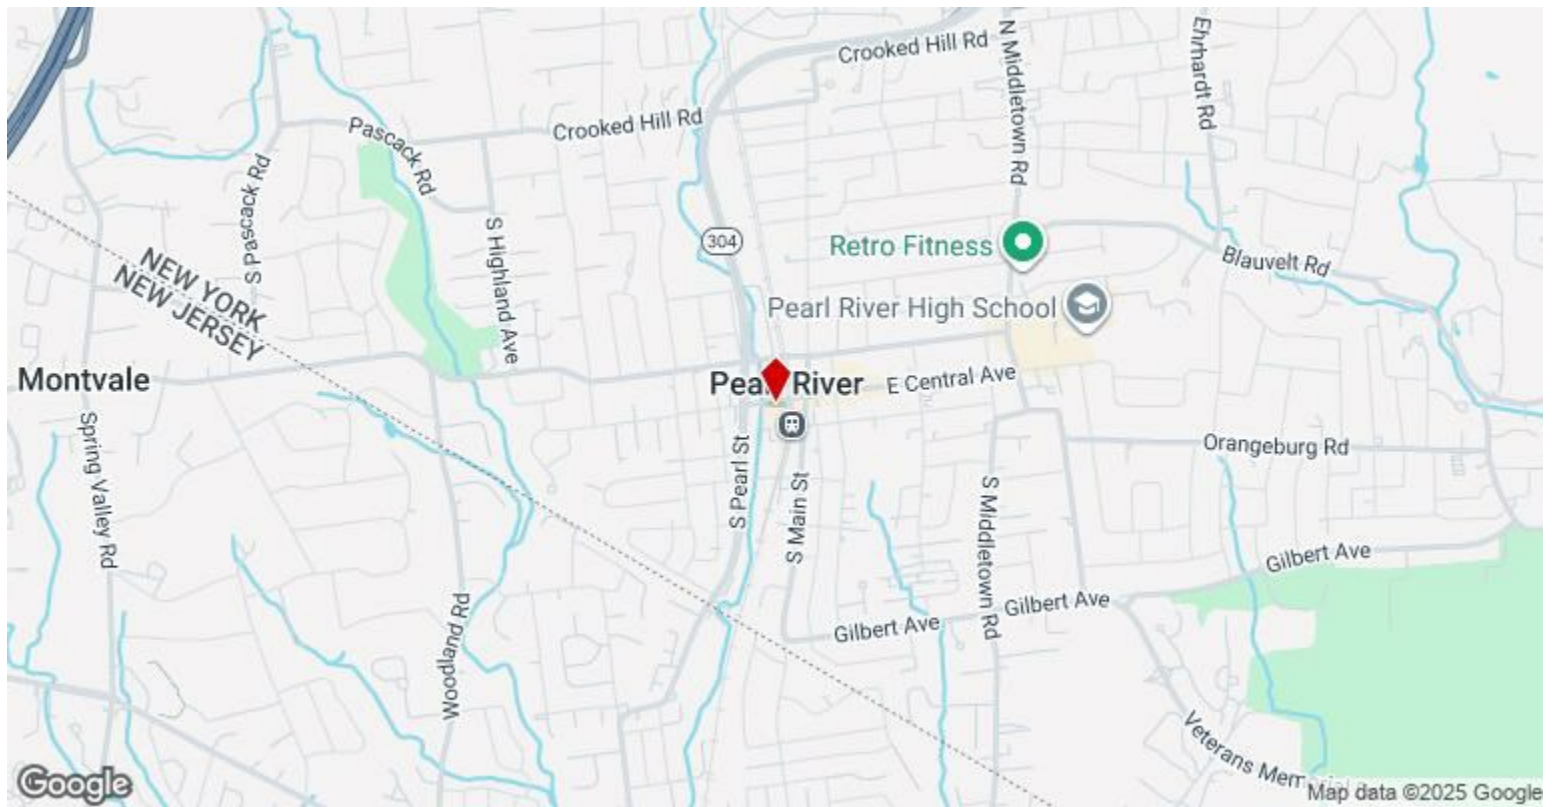 Crooked Hill Rd
N Middletown Rd
Ehrhardt Rd
Crooked Hill Rd
Pascack Rd
S Pascack Rd
S Highland Ave
304
Retro Fitness
Blauvelt Rd
NEW YORK
NEW JERSEY
Pearl River High School
Montvale
Pearl River
E Central Ave
Spring Valley Rd
S Pearl St
S Main St
Orangeburg Rd
S Middletown Rd
Gilbert Ave
Gilbert Ave
Gilbert Ave
Woodland Rd
Veterans Memorial
Google
Map data ©2025 Google